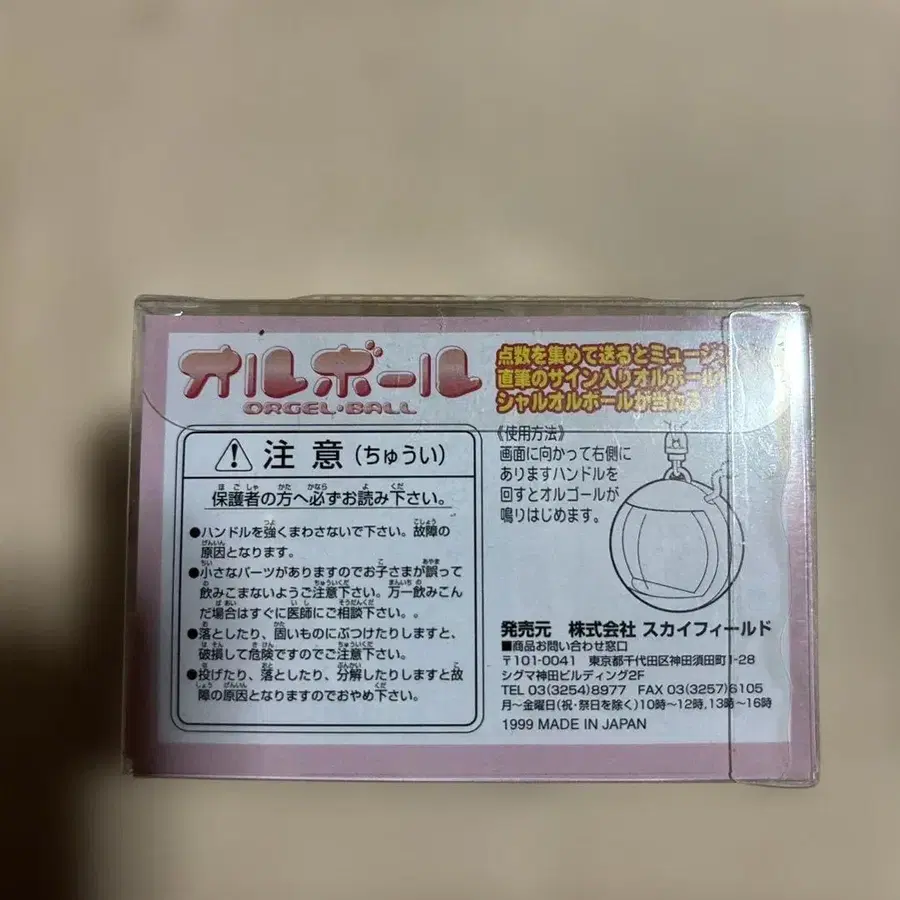 オルボール
ORGEL・BALL
点数を集めて送るとミュージシ
直筆のサイン入りオルボール
シャルオルボールが当たる
注意(ちゅうい)
保護者の方へ必ずお読み下さい。
●ハンドルを強くまわさないで下さい。故障の
原因となります。
●小さなパーツがありますのでお子さまが誤って
飲みこまないようご注意下さい。万一飲みこん
だ場合はすぐに医師にご相談下さい。。
●落としたり、固いものにぶつけたりしますと、
破損して危険ですのでご注意下さい。
●投げたり、落としたり、分解したりしますと故
障の原因となりますのでおやめ下さい。
《使用方法》
画面に向かって右側に
ありますハンドルを
回すとオルゴールが
鳴りはじめます。
発売元 株式会社 スカイフィールド
■商品お問い合わせ窓口
〒101-0041 東京都千代田区神田須田町1-28
シグマ神田ビルディング2F
TEL 03(3254)8977 FAX 03(3257)6105
月〜金曜日(祝・祭日を除く)10時〜12時,13時〜16時
1999 MADE IN JAPAN